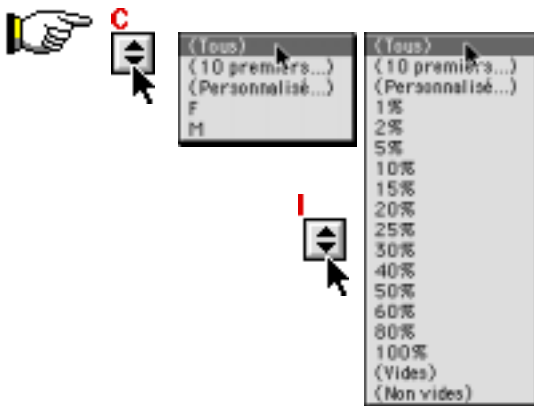 C
(Tous)
(10 premiers...)
(Personnalisé...)
F
M
I
(Tous)
(10 premiers...)
(Personnalisé...)
1%
2%
5%
10%
15%
20%
25%
30%
40%
50%
60%
80%
100%
(Vides)
(Non vides)